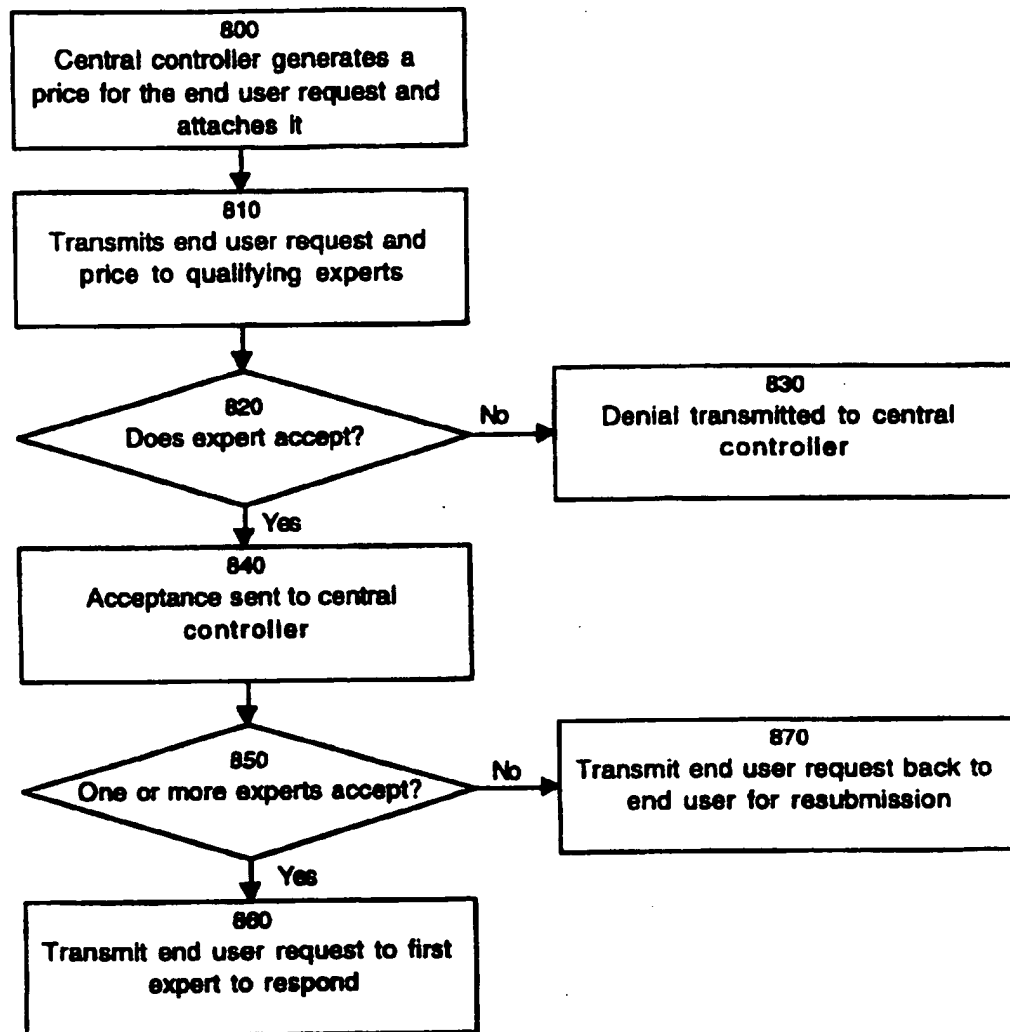 800
Central controller generates a
price for the end user request and
attaches it
810
Transmits end user request and
price to qualifying experts
820
Does expert accept?
No
830
Denial transmitted to central
controller
Yes
840
Acceptance sent to central
controller
850
One or more experts accept?
No
870
Transmit end user request back to
end user for resubmission
Yes
860
Transmit end user request to first
expert to respond